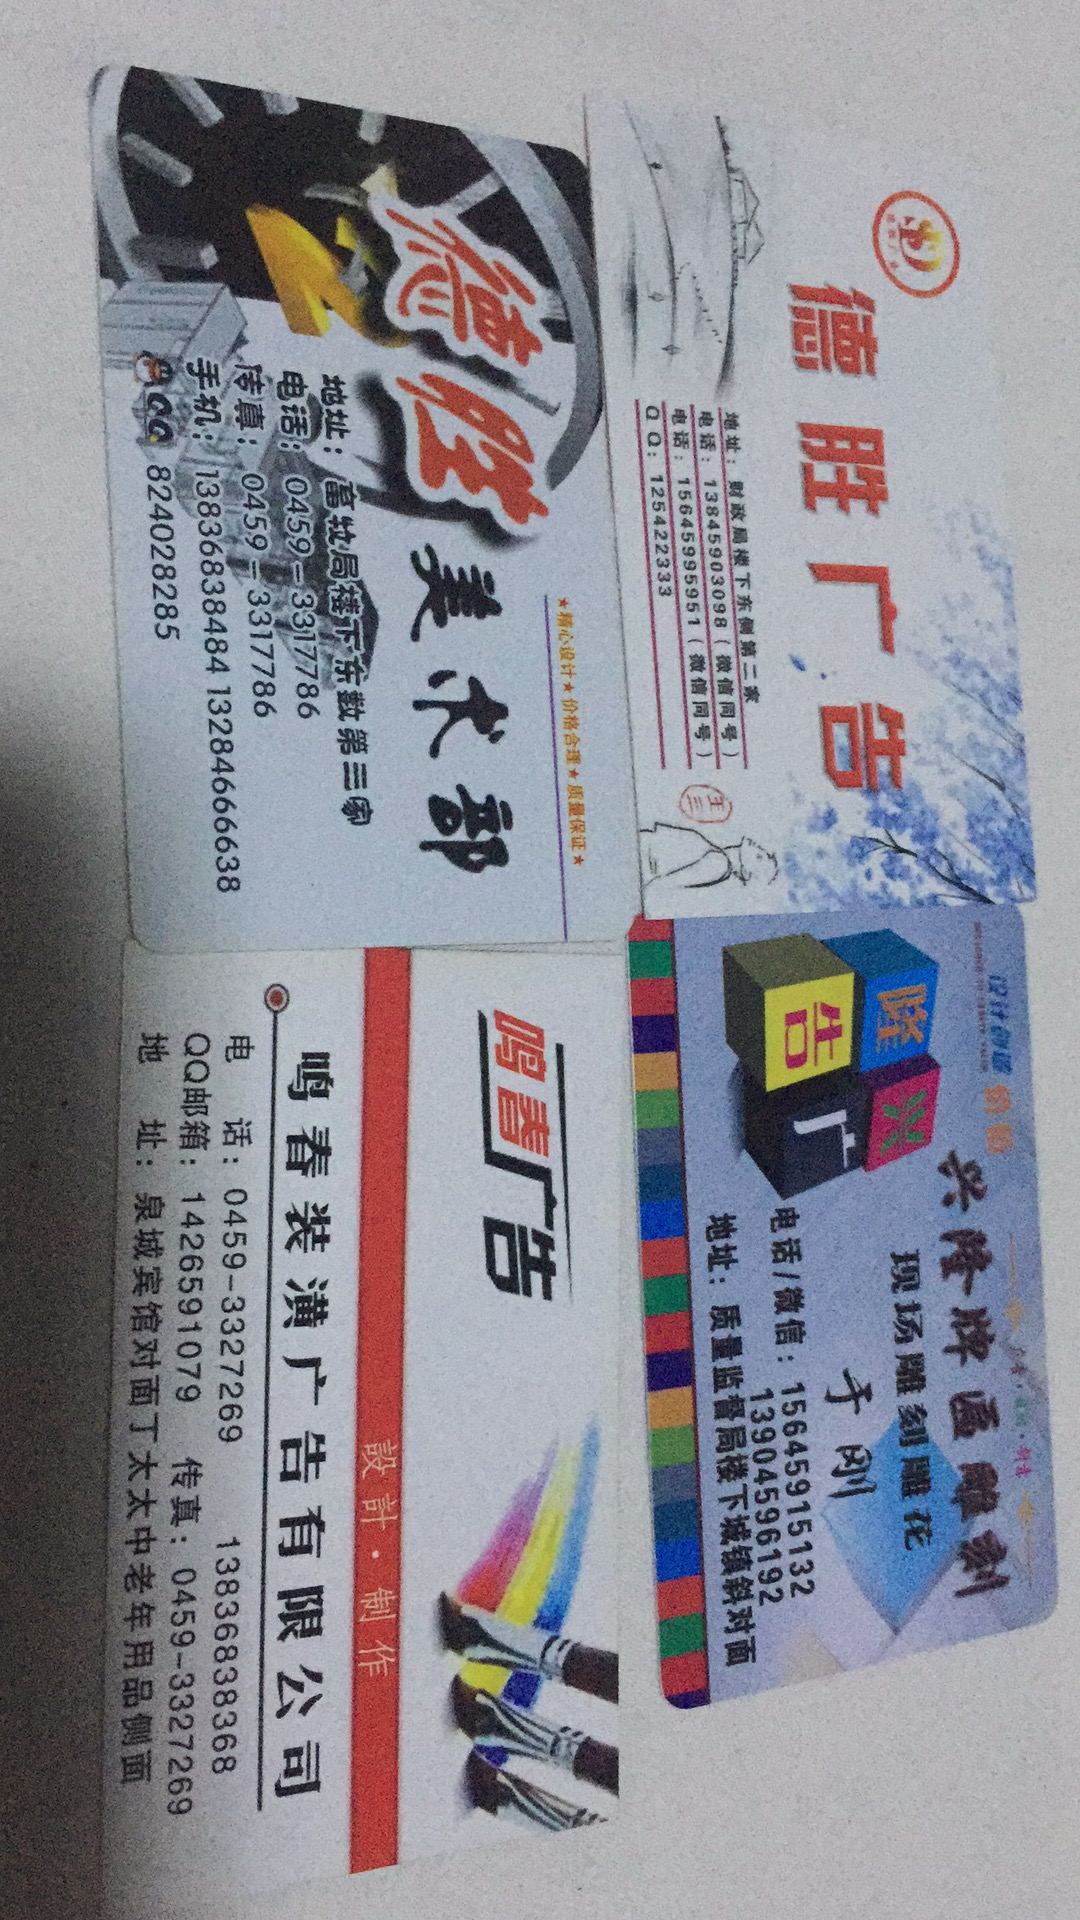 德胜广告
地址：财政局楼下东侧第二家
电话：13845903098（微信同号）
电话：15645995951（微信同号）
QQ：125422333
德胜
美术部
★精心设计★价格合理★质量保证★
地址：畜牧局楼下东数第三家
电话：0459-3317786
传真：0459-3317786
手机：13836838484 13284666638
QQ 824028285
设计创造
兴隆广告
兴隆牌匾雕刻
现场雕刻雕花
于刚
电话/微信：15645915132
13904596192
地址：质量监督局楼下城镇斜对面
鸣春广告
設計·制作
鸣春装潢广告有限公司
电 话：0459-3327269 13836838368
QQ邮箱：1426591079 传真：0459-3327269
地 址：泉城宾馆对面丁太太中老年用品侧面